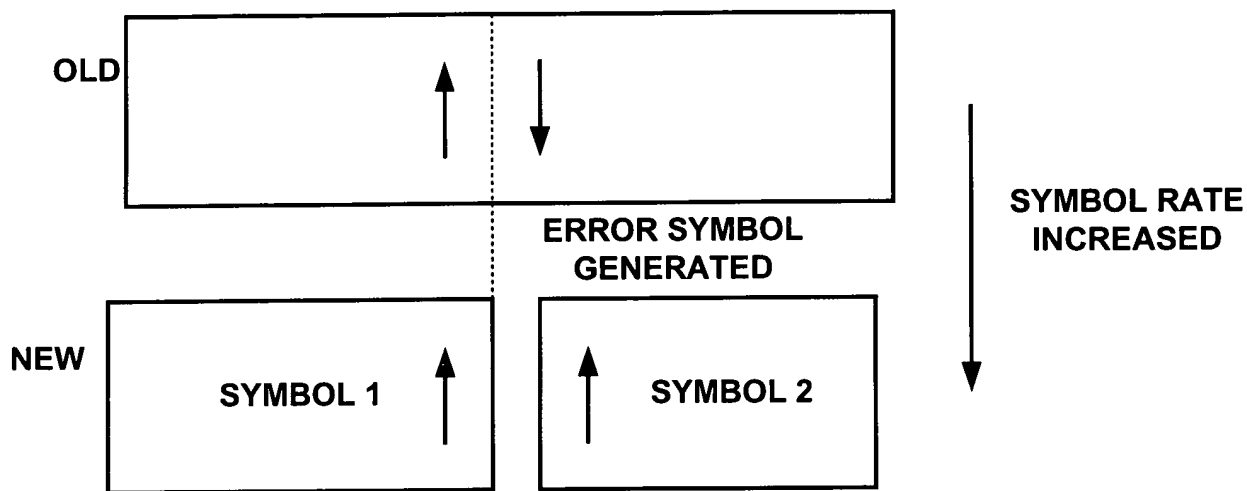 OLD
SYMBOL RATE
INCREASED
ERROR SYMBOL
GENERATED
NEW
SYMBOL 1
SYMBOL 2